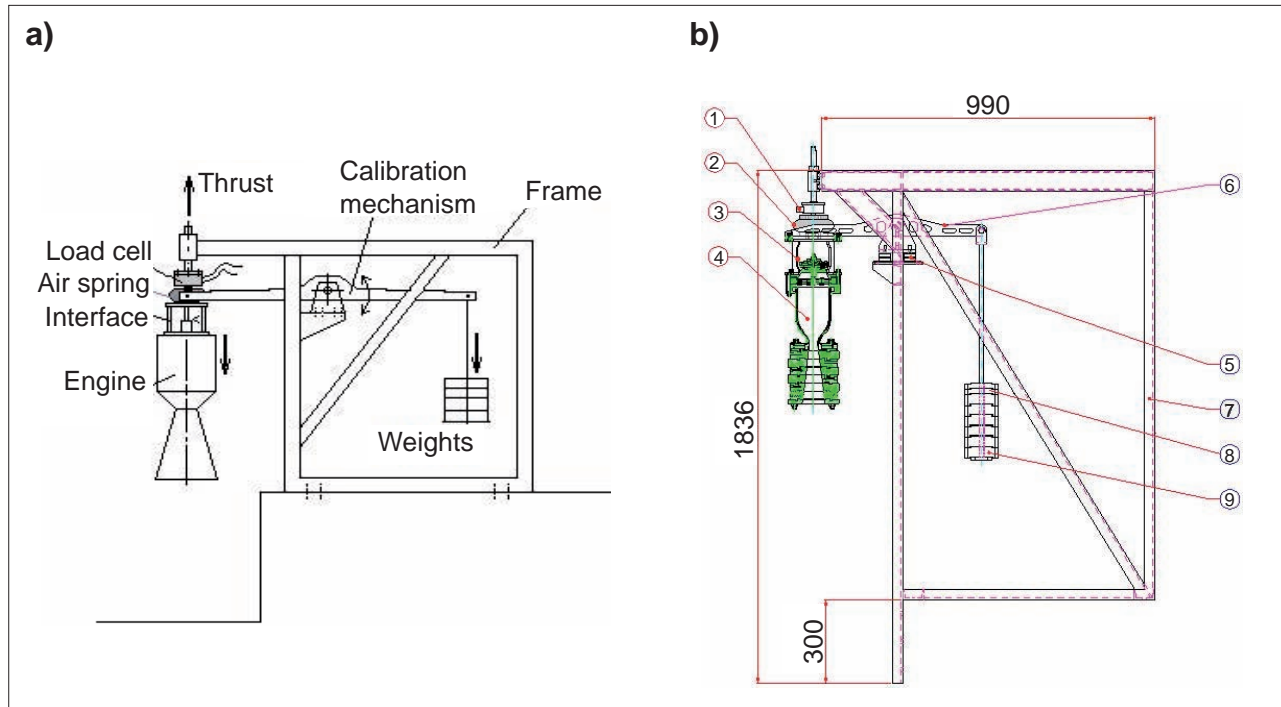 a)
Thrust
Calibration
mechanism
Frame
Load cell
Air spring
Interface
Engine
Weights
b)
990
1
2
3
4
6
5
7
8
9
1836
300